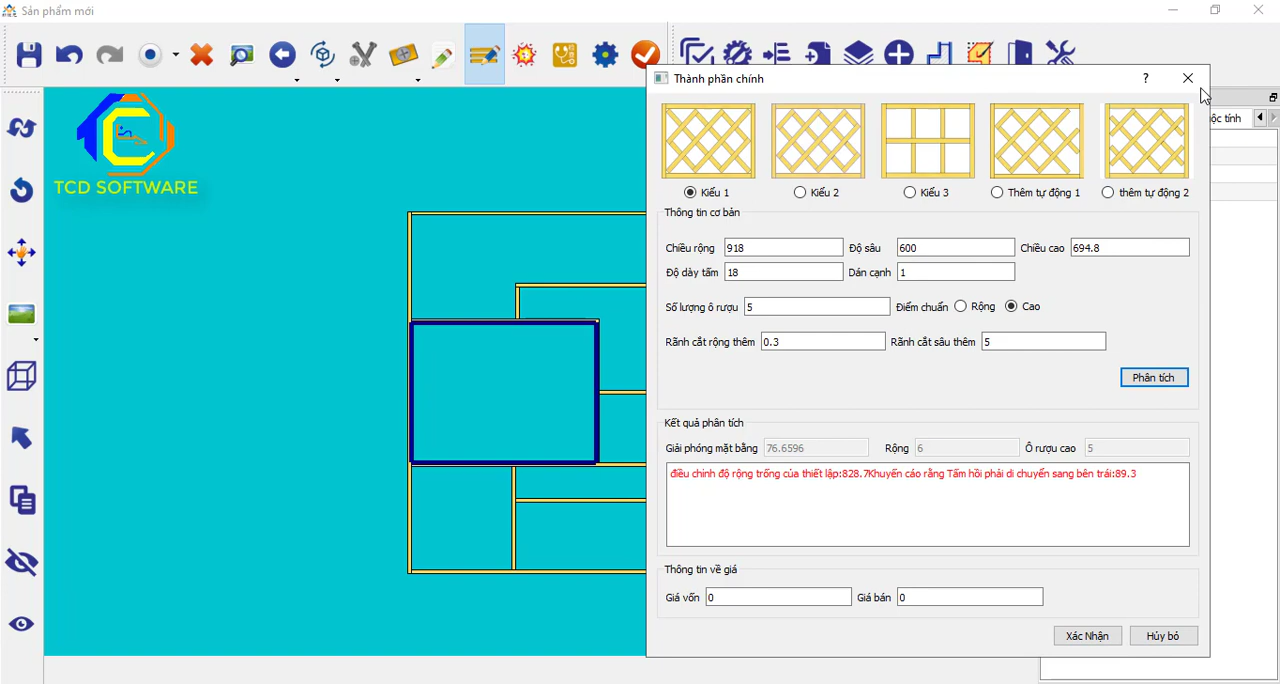 Sản phẩm mới
TCD SOFTWARE
Thành phần chính
?
ộc tính
Kiểu 1
Kiểu 2
Kiểu 3
Thêm tự động 1
thêm tự động 2
Thông tin cơ bản
Chiều rộng 918 Độ sâu 600 Chiều cao 694.8
Độ dày tấm 18 Dán cạnh 1
Số lượng ô rượu 5 Điểm chuẩn Rộng Cao
Rãnh cắt rộng thêm 0.3 Rãnh cắt sâu thêm 5
Phân tích
Kết quả phân tích
Giải phóng mặt bằng 76.6596 Rộng 6 Ô rượu cao 5
điều chỉnh độ rộng trống của thiết lập:828.7Khuyến cáo rằng Tấm hồi phải di chuyển sang bên trái:89.3
Thông tin về giá
Giá vốn 0 Giá bán 0
Xác Nhận Hủy bỏ